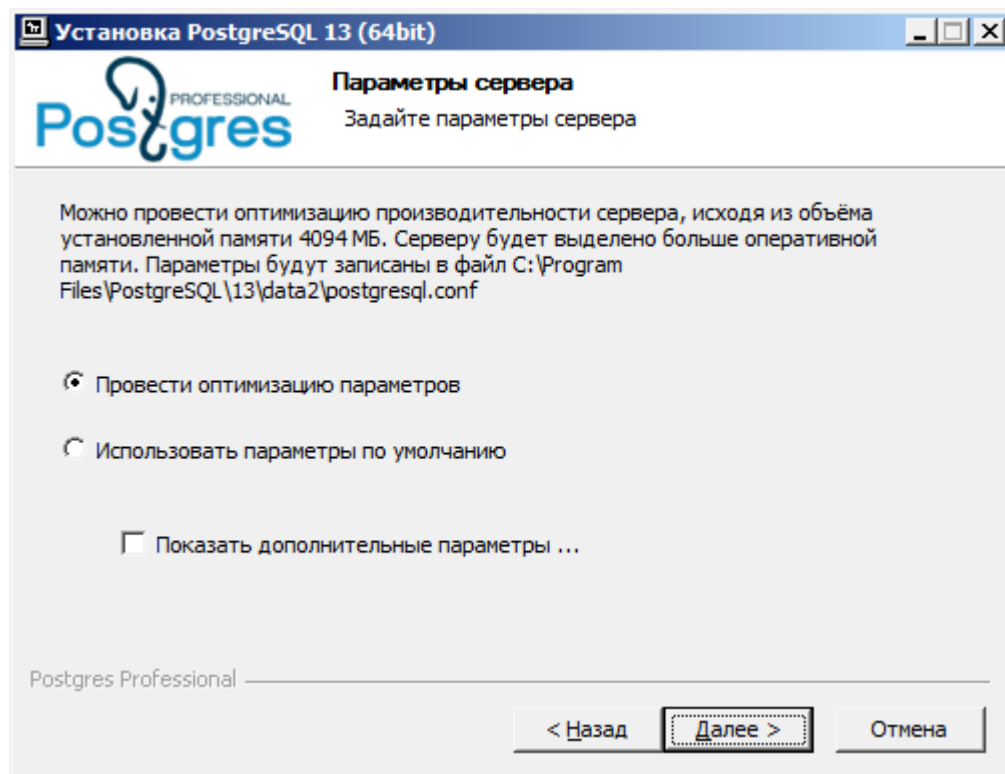 Установка PostgreSQL 13 (64bit)
PROFESSIONAL
Postgres
Параметры сервера
Задайте параметры сервера
Можно провести оптимизацию производительности сервера, исходя из объёма
установленной памяти 4094 МБ. Серверу будет выделено больше оперативной
памяти. Параметры будут записаны в файл C:\Program
Files\PostgreSQL\13\data2\postgresql.conf
Провести оптимизацию параметров
Использовать параметры по умолчанию
Показать дополнительные параметры ...
Postgres Professional
< Назад
Далее >
Отмена